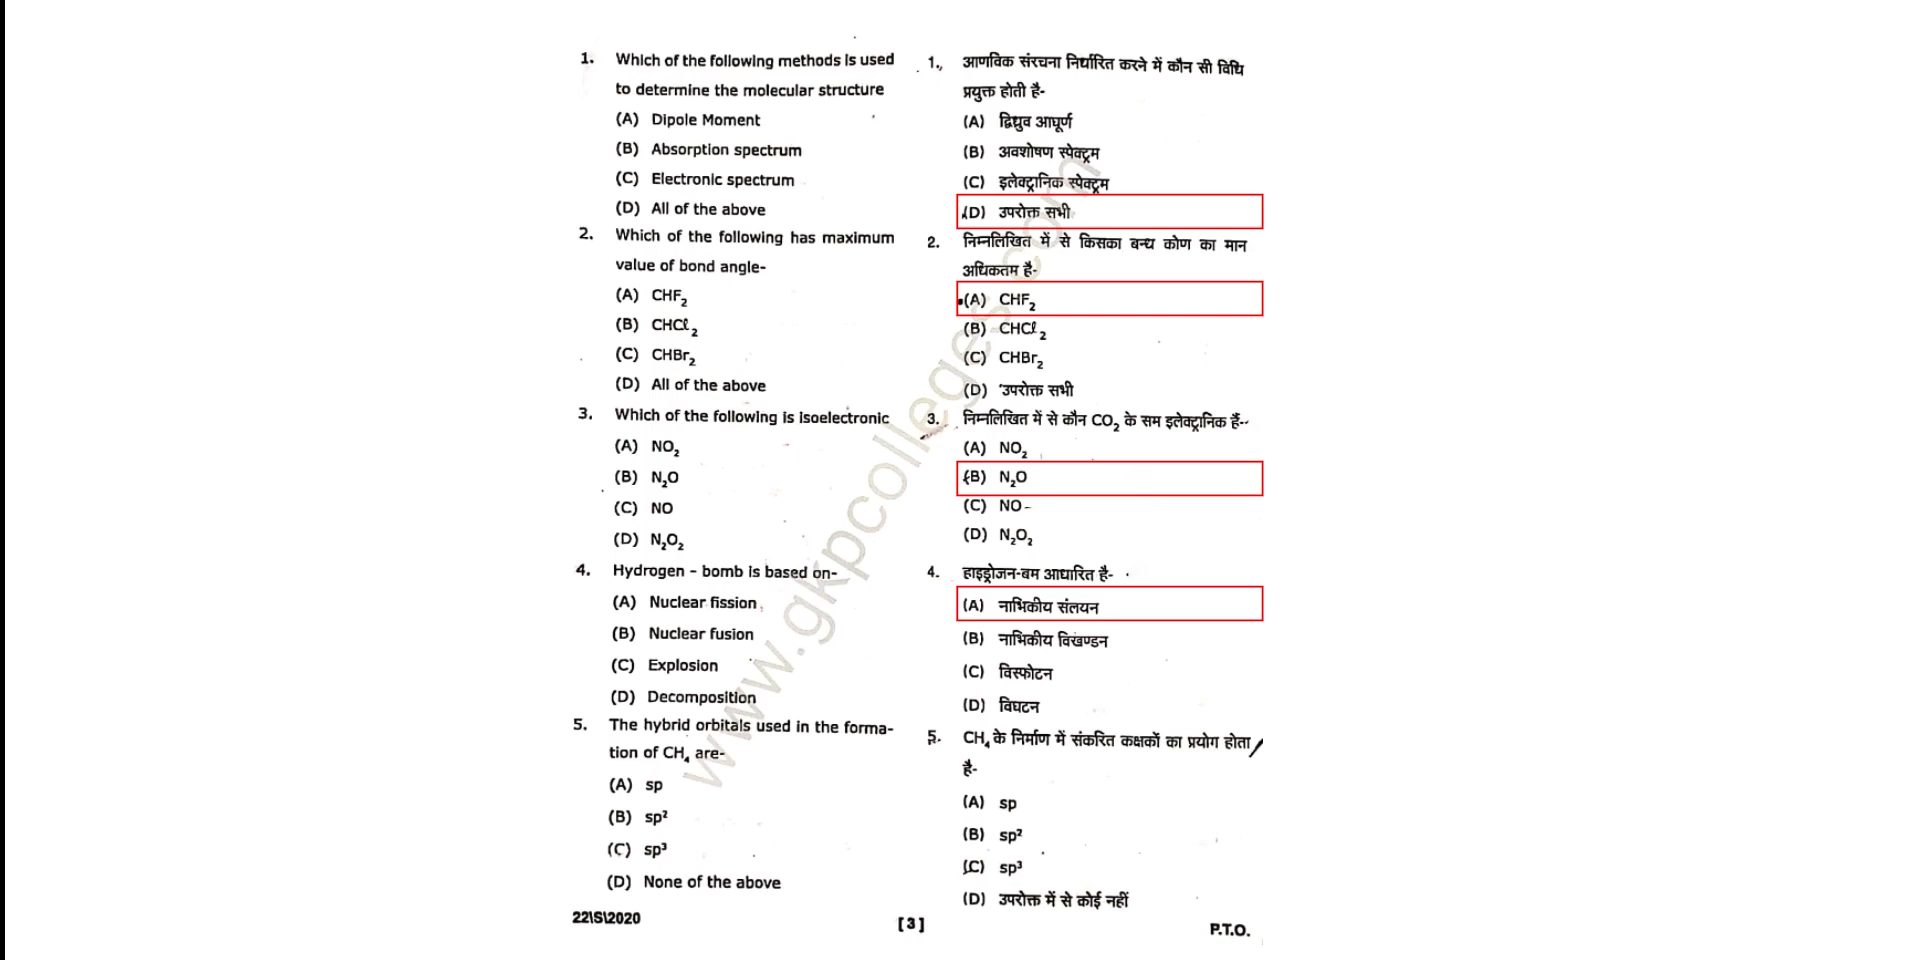 1. Which of the following methods is used
to determine the molecular structure
(A) Dipole Moment
(B) Absorption spectrum
(C) Electronic spectrum
(D) All of the above
2. Which of the following has maximum
value of bond angle-
(A) CHF₂
(B) CHCl₂
(C) CHBr₂
(D) All of the above
3. Which of the following is isoelectronic
(A) NO₂
(B) N₂O
(C) NO
(D) N₂O₂
4. Hydrogen - bomb is based on-
(A) Nuclear fission
(B) Nuclear fusion
(C) Explosion
(D) Decomposition
5. The hybrid orbitals used in the forma-
tion of CH₄ are-
(A) sp
(B) sp²
(C) sp³
(D) None of the above
1. आणविक संरचना निर्धारित करने में कौन सी विधि
प्रयुक्त होती है-
(A) द्विध्रुव आघूर्ण
(B) अवशोषण स्पेक्ट्रम
(C) इलेक्ट्रानिक स्पेक्ट्रम
(D) उपरोक्त सभी
2. निम्नलिखित में से किसका बन्ध कोण का मान
अधिकतम है-
(A) CHF₂
(B) CHCl₂
(C) CHBr₂
(D) उपरोक्त सभी
3. निम्नलिखित में से कौन CO₂ के सम इलेक्ट्रानिक हैं-
(A) NO₂
(B) N₂O
(C) NO
(D) N₂O₂
4. हाइड्रोजन-बम आधारित है-
(A) नाभिकीय संलयन
(B) नाभिकीय विखण्डन
(C) विस्फोटन
(D) विघटन
5. CH₄ के निर्माण में संकरित कक्षकों का प्रयोग होता
है-
(A) sp
(B) sp²
(C) sp³
(D) उपरोक्त में से कोई नहीं
22\S\2020
[3]
P.T.O.
www.gkpcolleges.com